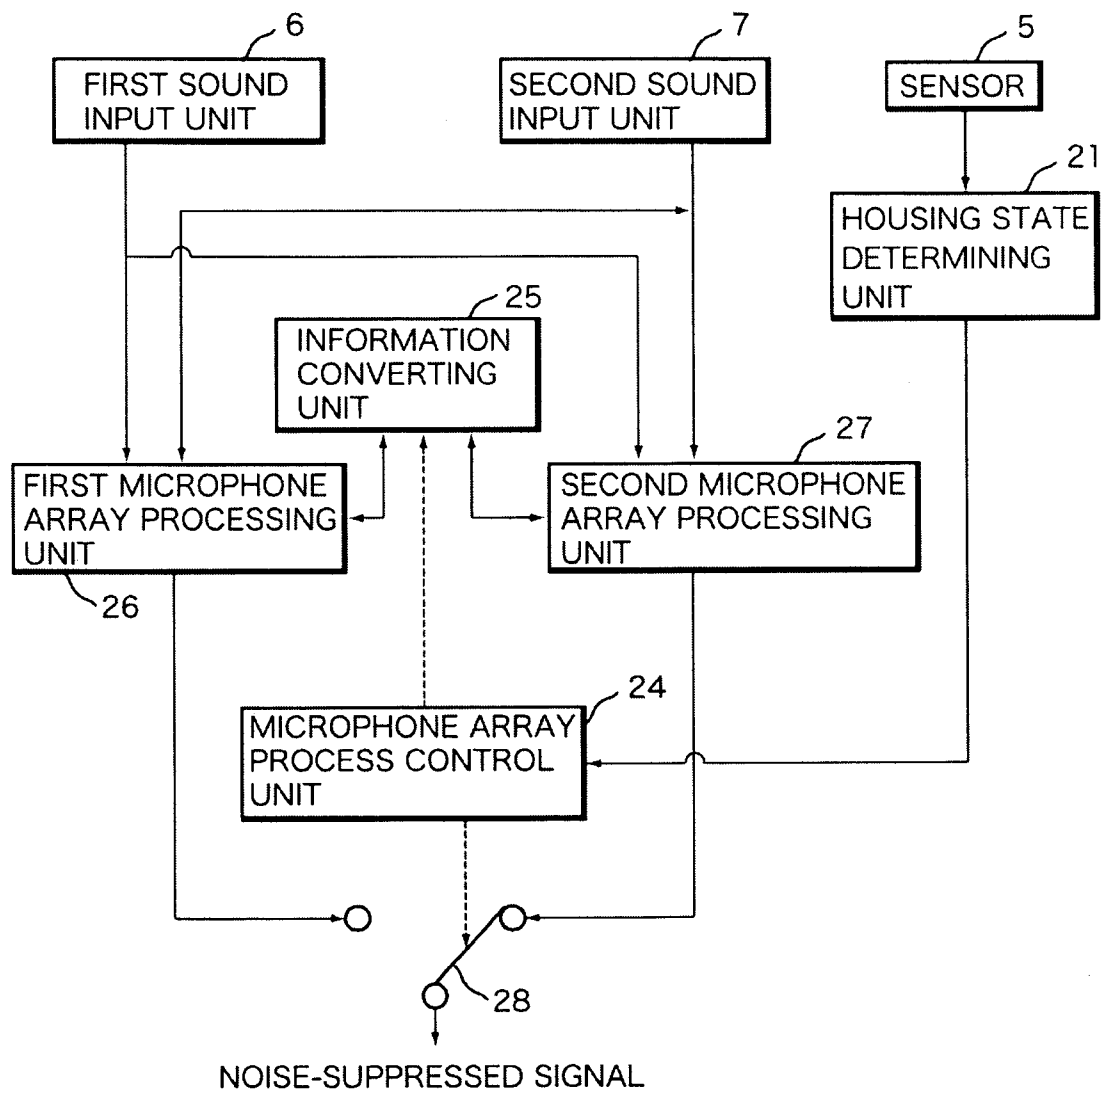 6
7
5
FIRST SOUND
INPUT UNIT
SECOND SOUND
INPUT UNIT
SENSOR
21
HOUSING STATE
DETERMINING
UNIT
25
INFORMATION
CONVERTING
UNIT
27
FIRST MICROPHONE
ARRAY PROCESSING
UNIT
SECOND MICROPHONE
ARRAY PROCESSING
UNIT
26
24
MICROPHONE ARRAY
PROCESS CONTROL
UNIT
28
NOISE-SUPPRESSED SIGNAL